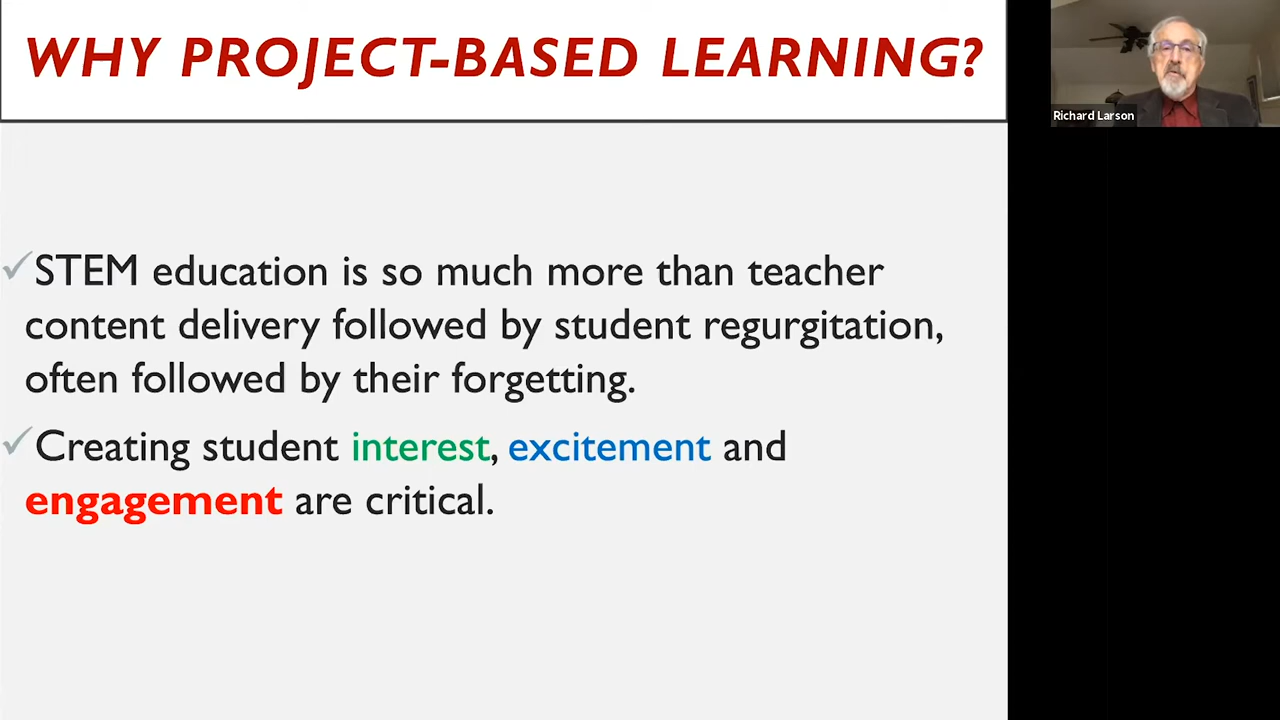 WHY PROJECT-BASED LEARNING?
Richard Larson
✓STEM education is so much more than teacher
content delivery followed by student regurgitation,
often followed by their forgetting.
✓Creating student interest, excitement and
engagement are critical.